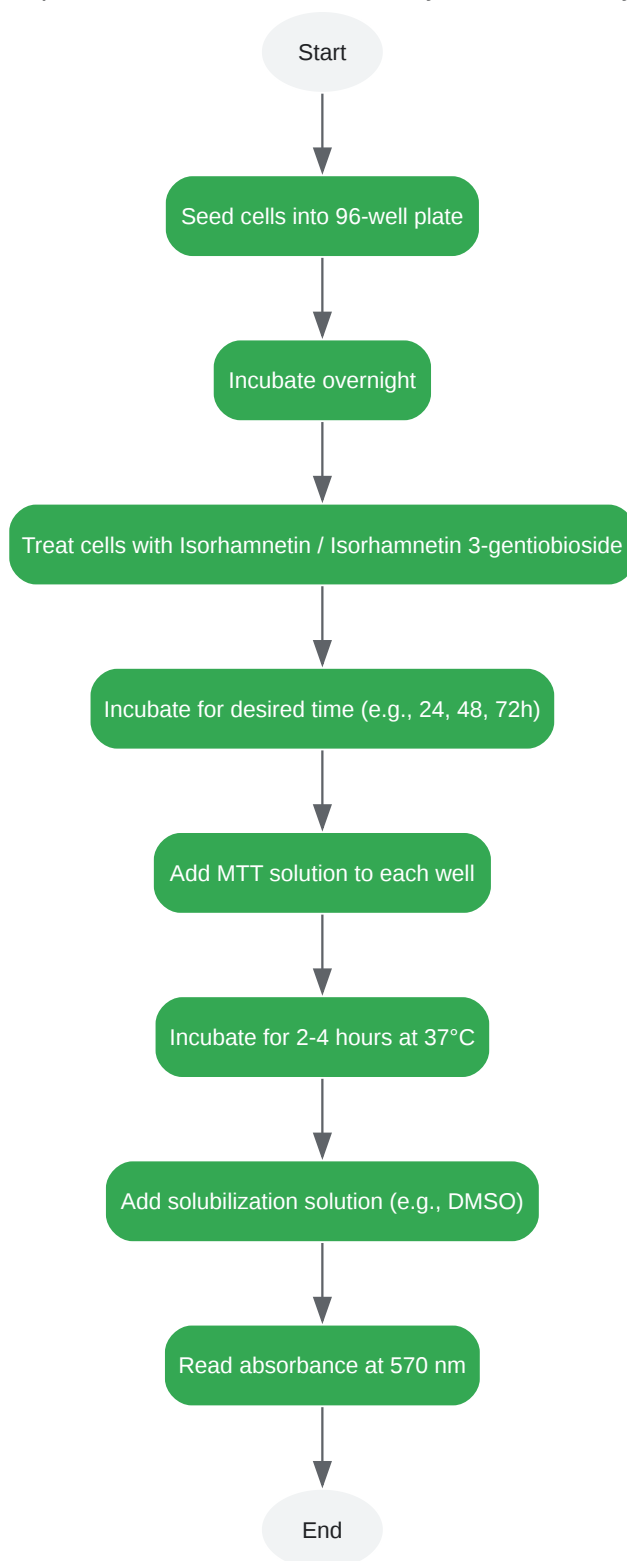 Start
Seed cells into 96-well plate
Incubate overnight
Treat cells with Isorhamnetin / Isorhamnetin 3-gentiobioside
Incubate for desired time (e.g., 24, 48, 72h)
Add MTT solution to each well
Incubate for 2-4 hours at 37°C
Add solubilization solution (e.g., DMSO)
Read absorbance at 570 nm
End